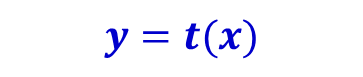 y = t(x)